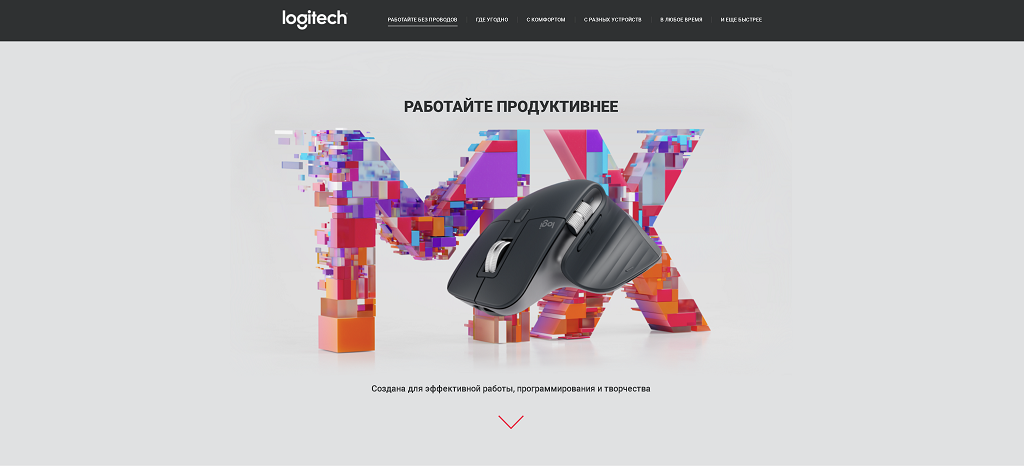 logitech
РАБОТАЙТЕ БЕЗ ПРОВОДОВ
ГДЕ УГОДНО
С КОМФОРТОМ
С РАЗНЫХ УСТРОЙСТВ
В ЛЮБОЕ ВРЕМЯ
И ЕЩЕ БЫСТРЕЕ
РАБОТАЙТЕ ПРОДУКТИВНЕЕ
MX
logi
Создана для эффективной работы, программирования и творчества